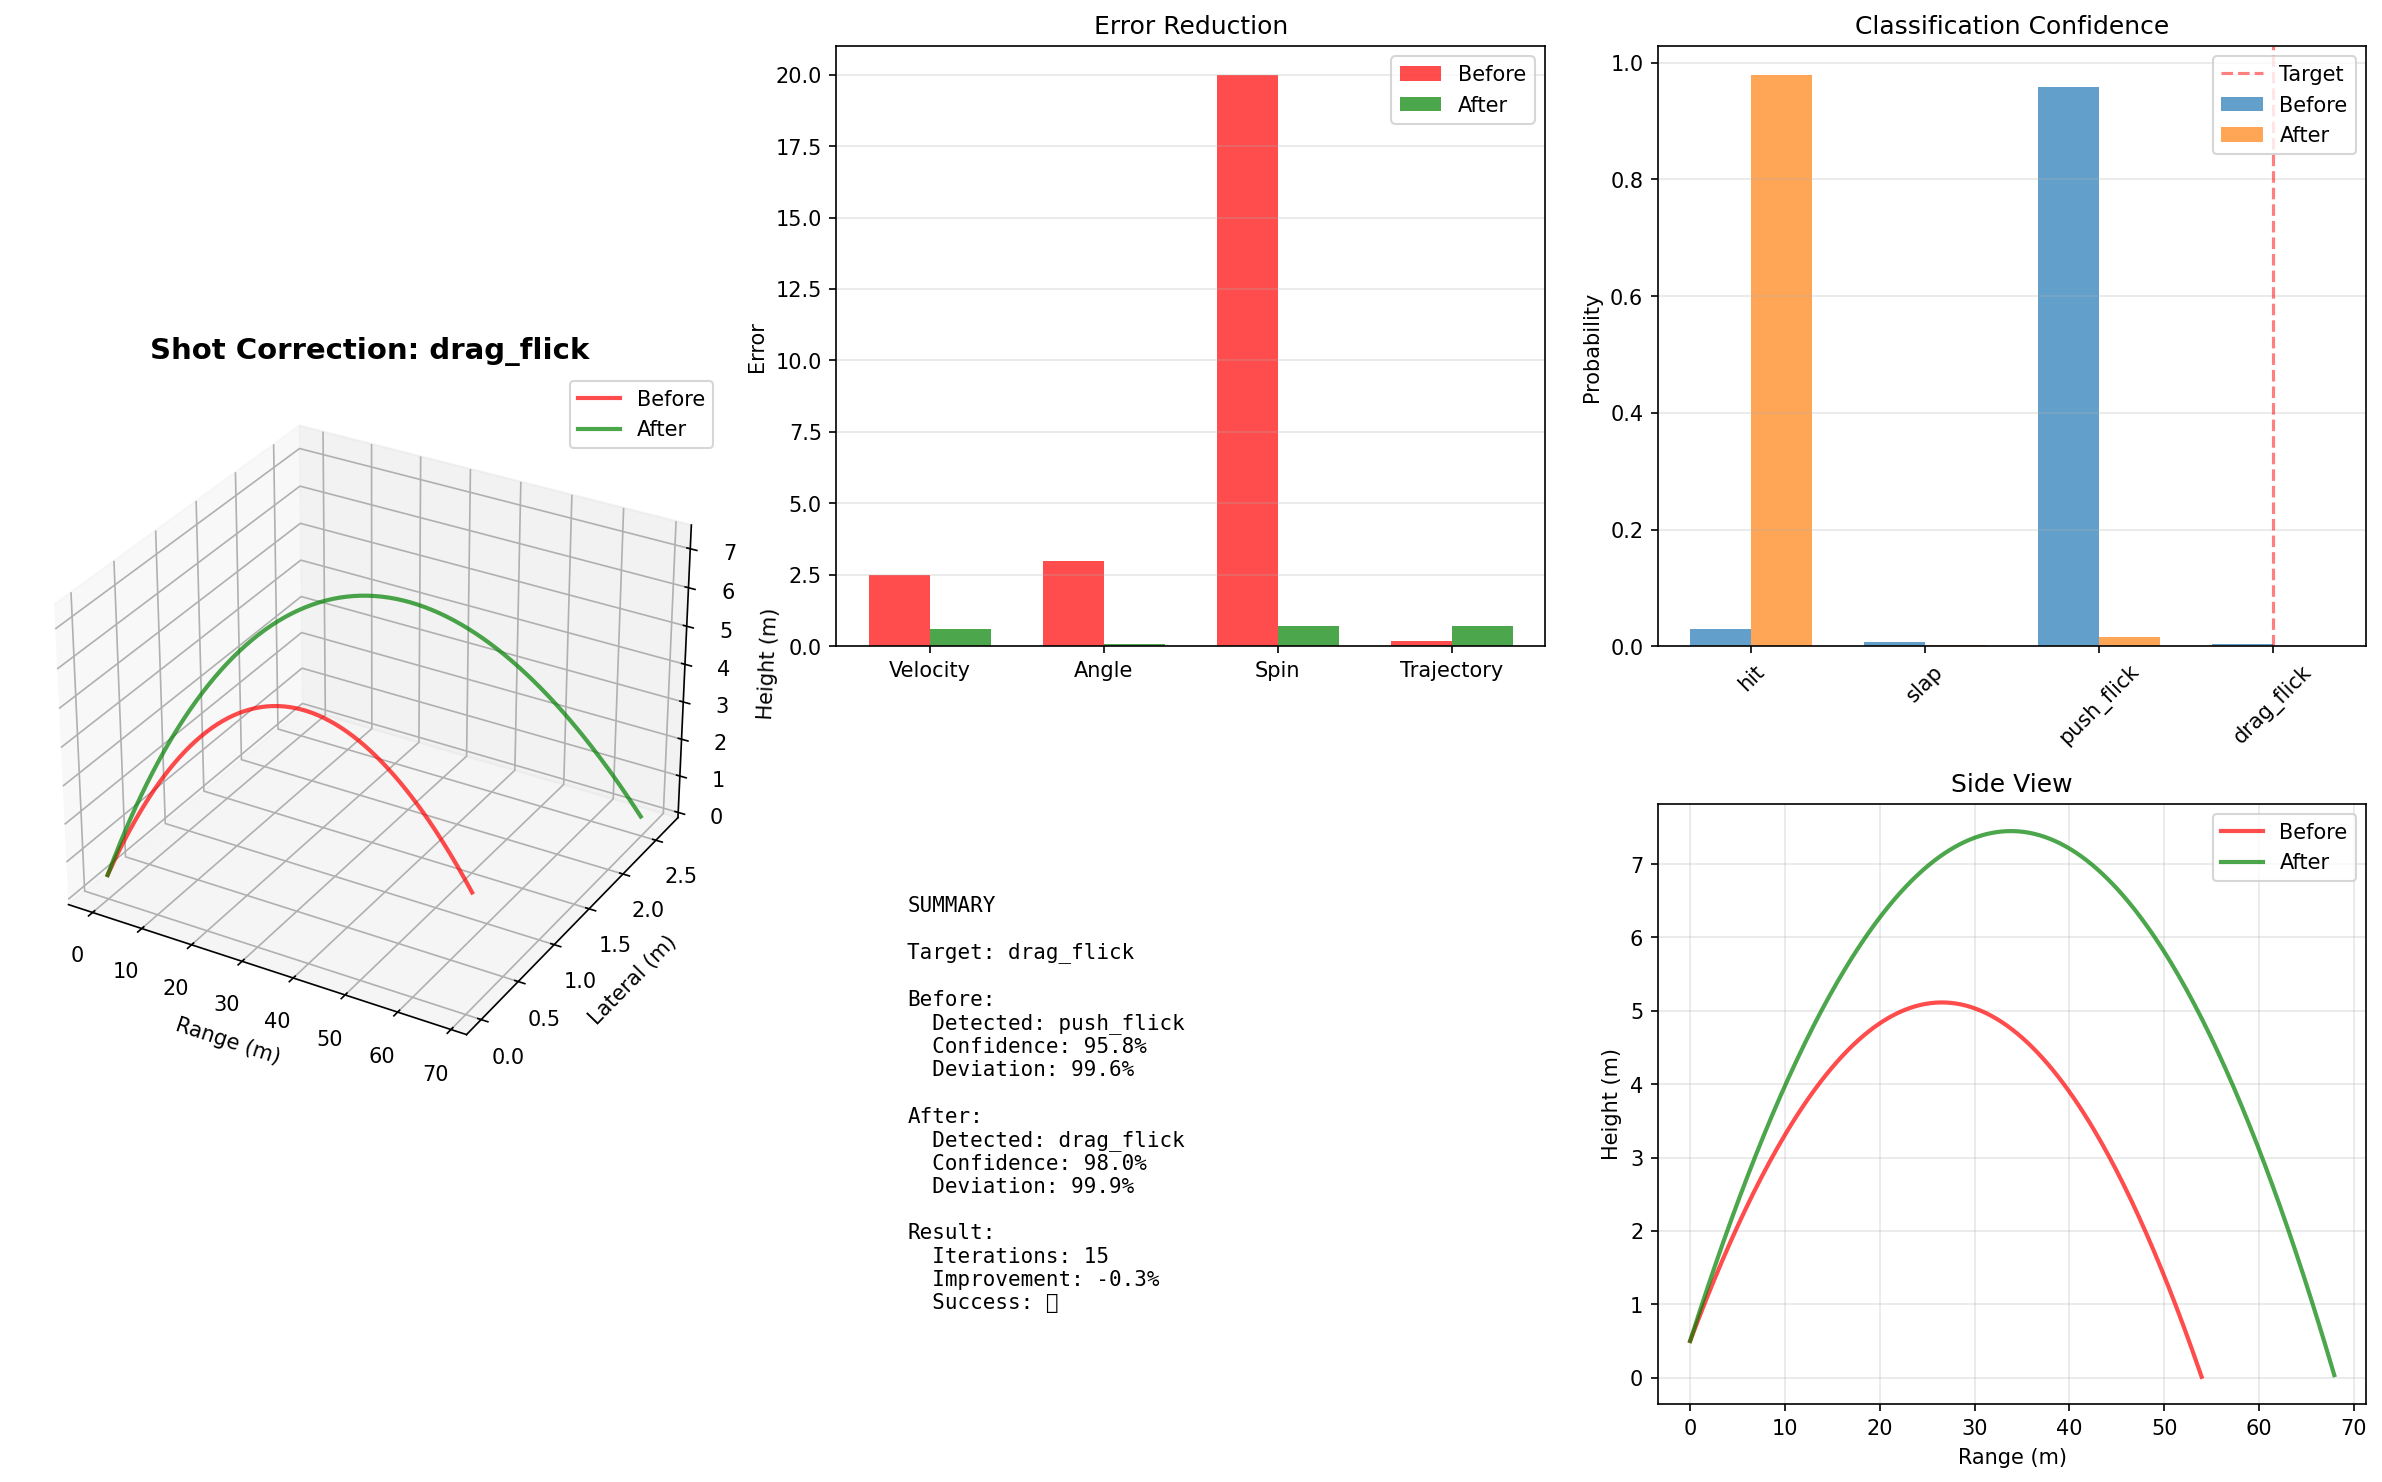 Shot Correction: drag_flick
Before
After
7
6
5
4
3
2
1
0
Height (m)
0
10
20
30
40
50
60
70
Range (m)
0.0
0.5
1.0
1.5
2.0
2.5
Lateral (m)
Error Reduction
Before
After
20.0
17.5
15.0
12.5
10.0
7.5
5.0
2.5
0.0
Error
Velocity
Angle
Spin
Trajectory
Classification Confidence
Target
Before
After
1.0
0.8
0.6
0.4
0.2
0.0
Probability
hit
slap
push_flick
drag_flick
SUMMARY
Target: drag_flick
Before:
Detected: push_flick
Confidence: 95.8%
Deviation: 99.6%
After:
Detected: drag_flick
Confidence: 98.0%
Deviation: 99.9%
Result:
Iterations: 15
Improvement: -0.3%
Success: 
Side View
Before
After
7
6
5
4
3
2
1
0
Height (m)
0
10
20
30
40
50
60
70
Range (m)